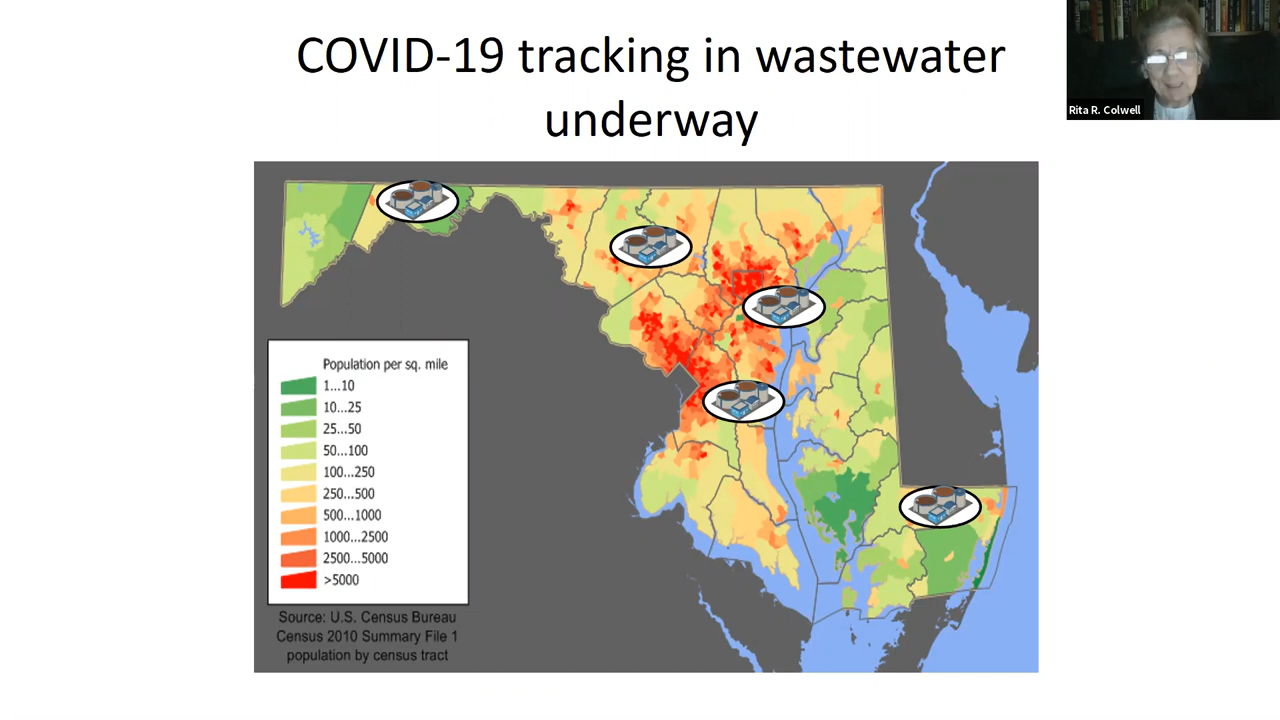 COVID-19 tracking in wastewater
underway
Rita R. Colwell
Population per sq. mile
1...10
10...25
25...50
50...100
100...250
250...500
500...1000
1000...2500
2500...5000
>5000
Source: U.S. Census Bureau
Census 2010 Summary File 1
population by census tract